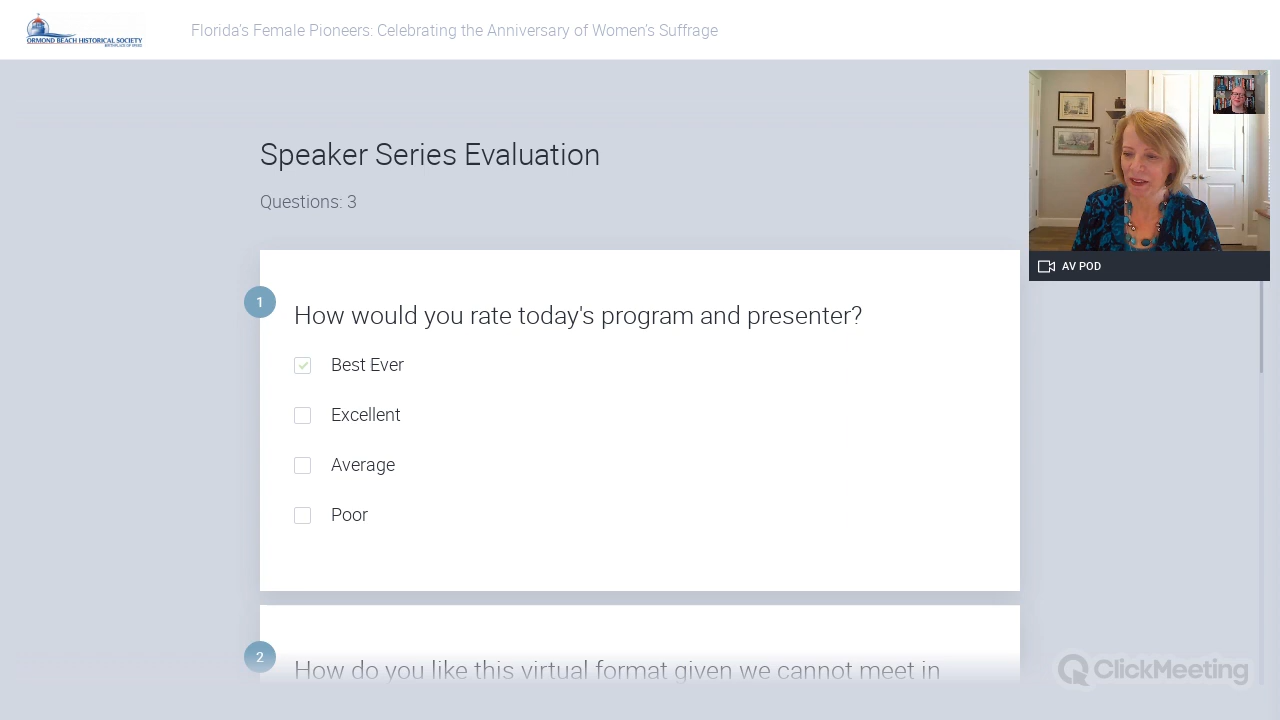 ORMOND BEACH HISTORICAL SOCIETY
Florida's Female Pioneers: Celebrating the Anniversary of Women's Suffrage
Speaker Series Evaluation
Questions: 3
AV POD
1
How would you rate today's program and presenter?
Best Ever
Excellent
Average
Poor
2
How do you like this virtual format given we cannot meet in
ClickMeeting